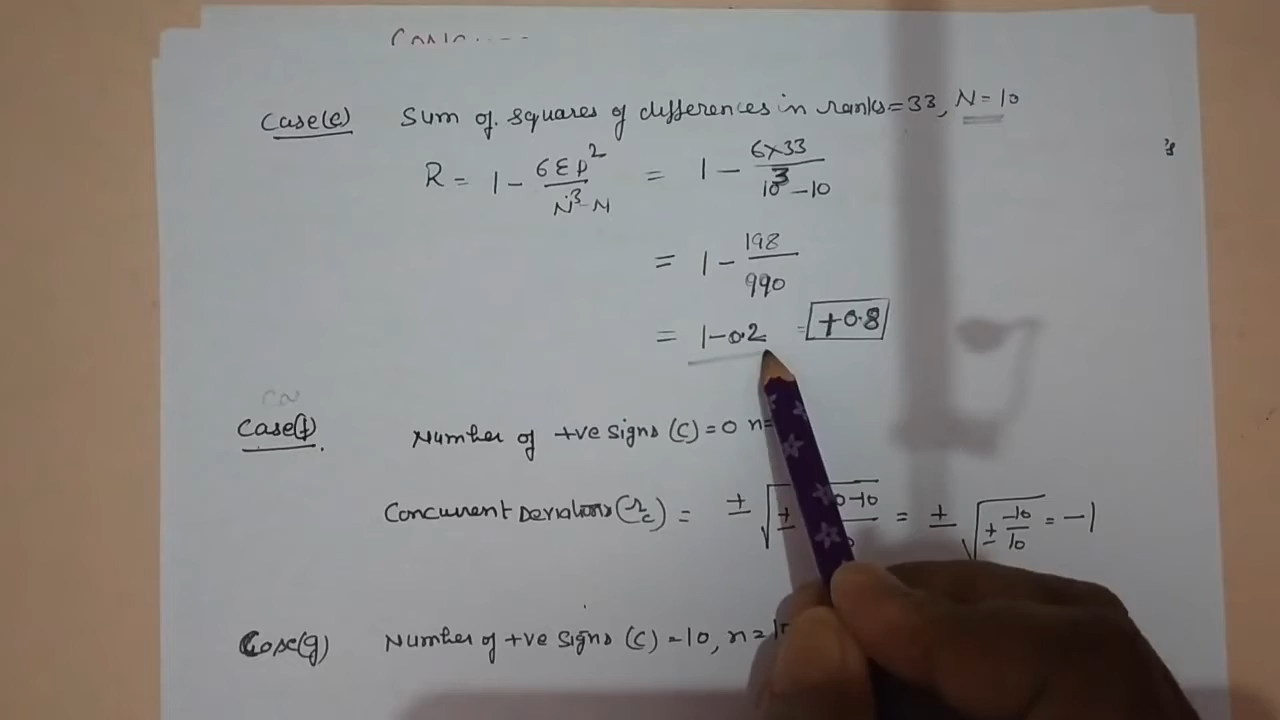 Case(e) Sum of squares of differences in ranks=33, N=10
R = 1 - 6ΣD² / N³-N = 1 - 6×33 / 10³-10
= 1 - 198 / 990
= 1-0.2 = +0.8
Case(f) Number of +ve signs (C)=0 n=
Concurrent Deviations (rc) = ± √ ± 0-10 = ± √ ± -10/10 = -1
Case(g) Number of +ve signs (C)=10, n=